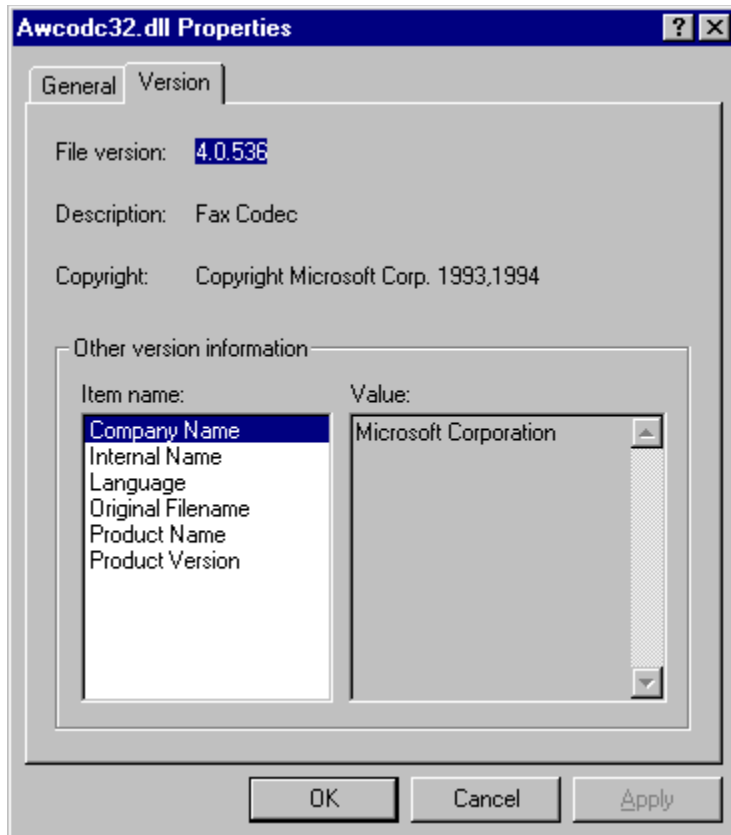 Awcodc32.dll Properties
General Version
File version: 4.0.536
Description: Fax Codec
Copyright: Copyright Microsoft Corp. 1993,1994
Other version information
Item name: Value:
Company Name Microsoft Corporation
Internal Name
Language
Original Filename
Product Name
Product Version
OK Cancel Apply